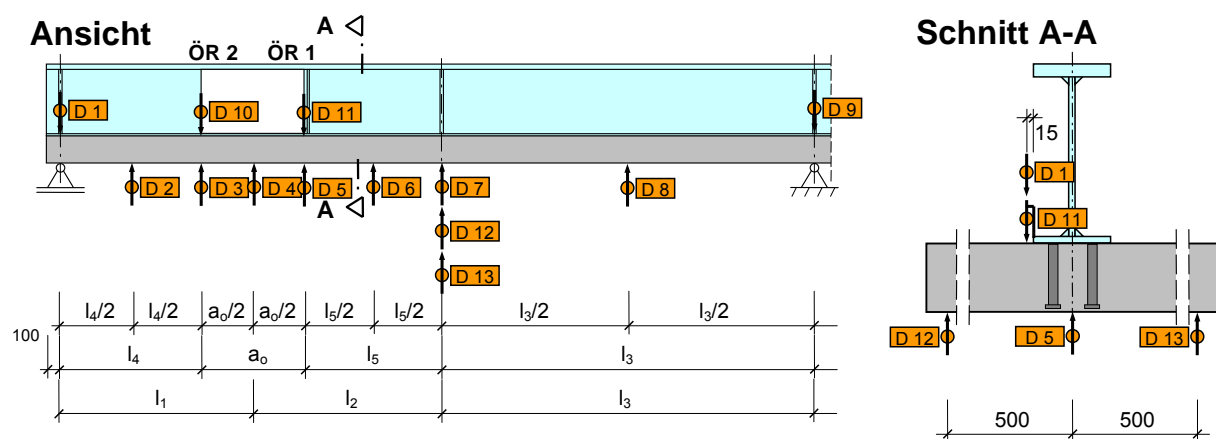 Ansicht
ÖR 2 ÖR 1
A
D 1
D 10
D 11
D 9
D 2
D 3
D 4
D 5
D 6
D 7
D 8
A
D 12
D 13
l4/2 l4/2 ao/2 ao/2 l5/2 l5/2 l3/2 l3/2
100
l4 ao l5 l3
l1 l2 l3
Schnitt A-A
15
D 1
D 11
D 12
D 5
D 13
500 500